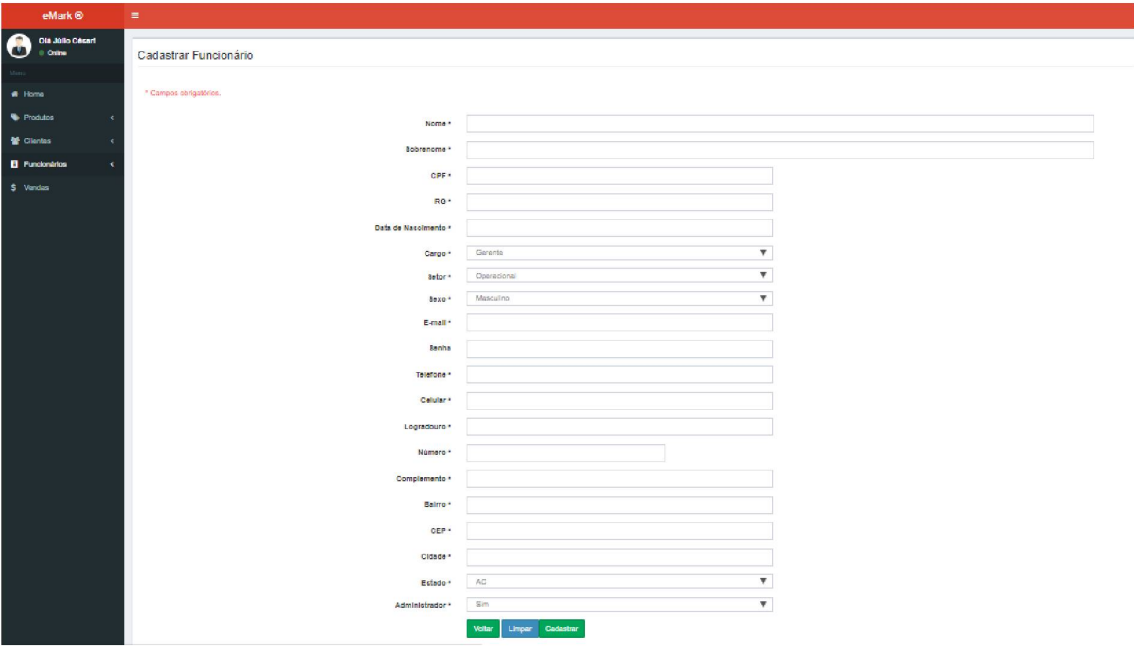 eMark ®
Olá Júlio César!
Online
Menu
Home
Produtos
Clientes
Funcionários
Vendas
Cadastrar Funcionário
* Campos obrigatórios.
Nome *
Sobrenome *
CPF *
RG *
Data de Nascimento *
Cargo * Gerente
Setor * Operacional
Sexo * Masculino
E-mail *
Senha
Telefone *
Celular *
Logradouro *
Número *
Complemento *
Bairro *
CEP *
Cidade *
Estado * AC
Administrador * Sim
Voltar Limpar Cadastrar